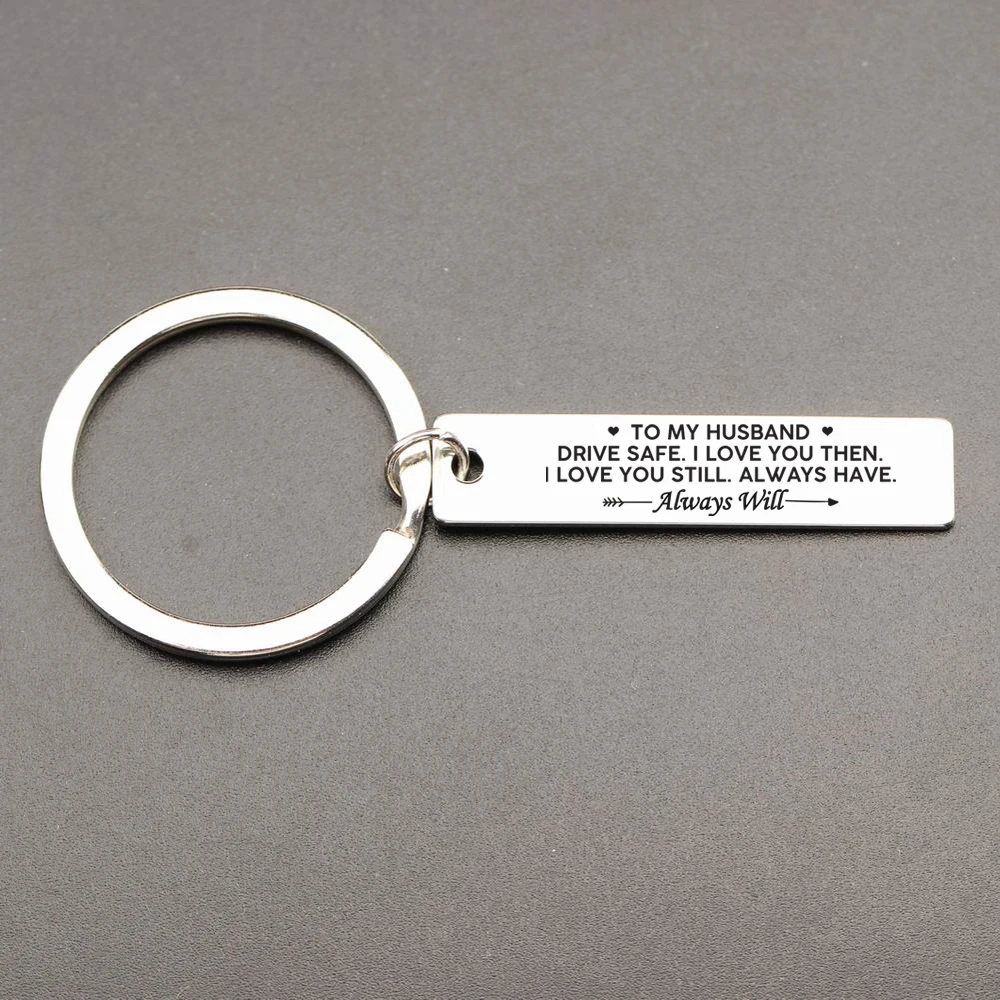 TO MY HUSBAND
DRIVE SAFE. I LOVE YOU THEN.
I LOVE YOU STILL. ALWAYS HAVE.
Always Will